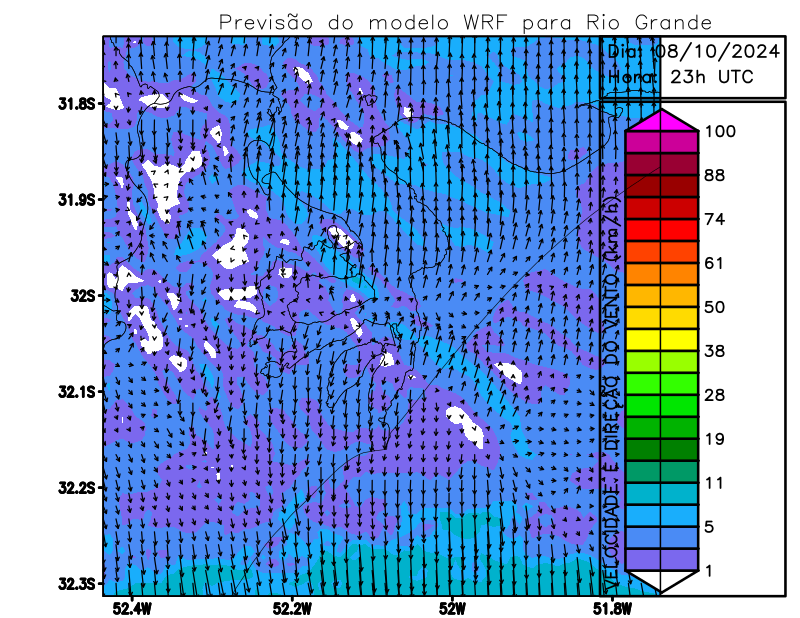 Previsão do modelo WRF para Rio Grande
Dia: 08/10/2024
Hora: 23h UTC
31.8S
31.9S
32S
32.1S
32.2S
32.3S
52.4W
52.2W
52W
51.8W
VELOCIDADE E DIREÇÃO DO VENTO (km/h)
100
88
74
61
50
38
28
19
11
5
1